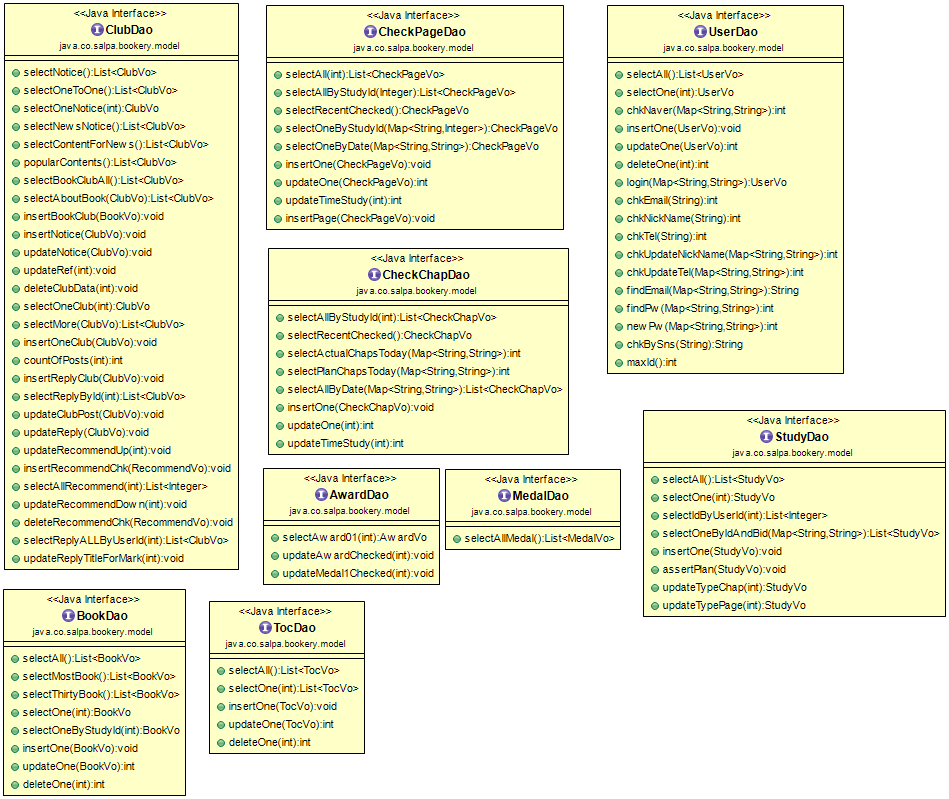 <<Java Interface>>
ClubDao
java.co.salpa.bookery.model
selectNotice():List<ClubVo>
selectOneToOne():List<ClubVo>
selectOneNotice(int):ClubVo
selectNewsNotice():List<ClubVo>
selectContentForNews():List<ClubVo>
popularContents():List<ClubVo>
selectBookClubAll():List<ClubVo>
selectAboutBook(ClubVo):List<ClubVo>
insertBookClub(BookVo):void
insertNotice(ClubVo):void
updateNotice(ClubVo):void
updateRef(int):void
deleteClubData(int):void
selectOneClub(int):ClubVo
selectMore(ClubVo):List<ClubVo>
insertOneClub(ClubVo):void
countOfPosts(int):int
insertReplyClub(ClubVo):void
selectReplyById(int):List<ClubVo>
updateClubPost(ClubVo):void
updateReply(ClubVo):void
updateRecommendUp(int):void
insertRecommendChk(RecommendVo):void
selectAllRecommend(int):List<Integer>
updateRecommendDown(int):void
deleteRecommendChk(RecommendVo):void
selectReplyALLByUserId(int):List<ClubVo>
updateReplyTitleForMark(int):void
<<Java Interface>>
CheckPageDao
java.co.salpa.bookery.model
selectAll(int):List<CheckPageVo>
selectAllByStudyId(Integer):List<CheckPageVo>
selectRecentChecked():CheckPageVo
selectOneByStudyId(Map<String,Integer>):CheckPageVo
selectOneByDate(Map<String,String>):CheckPageVo
insertOne(CheckPageVo):void
updateOne(CheckPageVo):int
updateTimeStudy(int):int
insertPage(CheckPageVo):void
<<Java Interface>>
UserDao
java.co.salpa.bookery.model
selectAll():List<UserVo>
selectOne(int):UserVo
chkNaver(Map<String,String>):int
insertOne(UserVo):void
updateOne(UserVo):int
deleteOne(int):int
login(Map<String,String>):UserVo
chkEmail(String):int
chkNickName(String):int
chkTel(String):int
chkUpdateNickName(Map<String,String>):int
chkUpdateTel(Map<String,String>):int
findEmail(Map<String,String>):String
findPw(Map<String,String>):int
newPw(Map<String,String>):int
chkBySns(String):String
maxId():int
<<Java Interface>>
CheckChapDao
java.co.salpa.bookery.model
selectAllByStudyId(int):List<CheckChapVo>
selectRecentChecked():CheckChapVo
selectActualChapsToday(Map<String,String>):int
selectPlanChapsToday(Map<String,String>):int
selectAllByDate(Map<String,String>):List<CheckChapVo>
insertOne(CheckChapVo):void
updateOne(int):int
updateTimeStudy(int):int
<<Java Interface>>
StudyDao
java.co.salpa.bookery.model
selectAll():List<StudyVo>
selectOne(int):StudyVo
selectIdByUserId(int):List<Integer>
selectOneByIdAndBid(Map<String,String>):List<StudyVo>
insertOne(StudyVo):void
assertPlan(StudyVo):void
updateTypeChap(int):StudyVo
updateTypePage(int):StudyVo
<<Java Interface>>
AwardDao
java.co.salpa.bookery.model
selectAward01(int):AwardVo
updateAwardChecked(int):void
updateMedal1Checked(int):void
<<Java Interface>>
MedalDao
java.co.salpa.bookery.model
selectAllMedal():List<MedalVo>
<<Java Interface>>
BookDao
java.co.salpa.bookery.model
selectAll():List<BookVo>
selectMostBook():List<BookVo>
selectThirtyBook():List<BookVo>
selectOne(int):BookVo
selectOneByStudyId(int):BookVo
insertOne(BookVo):void
updateOne(BookVo):int
deleteOne(int):int
<<Java Interface>>
TocDao
java.co.salpa.bookery.model
selectAll():List<TocVo>
selectOne(int):List<TocVo>
insertOne(TocVo):void
updateOne(TocVo):int
deleteOne(int):int